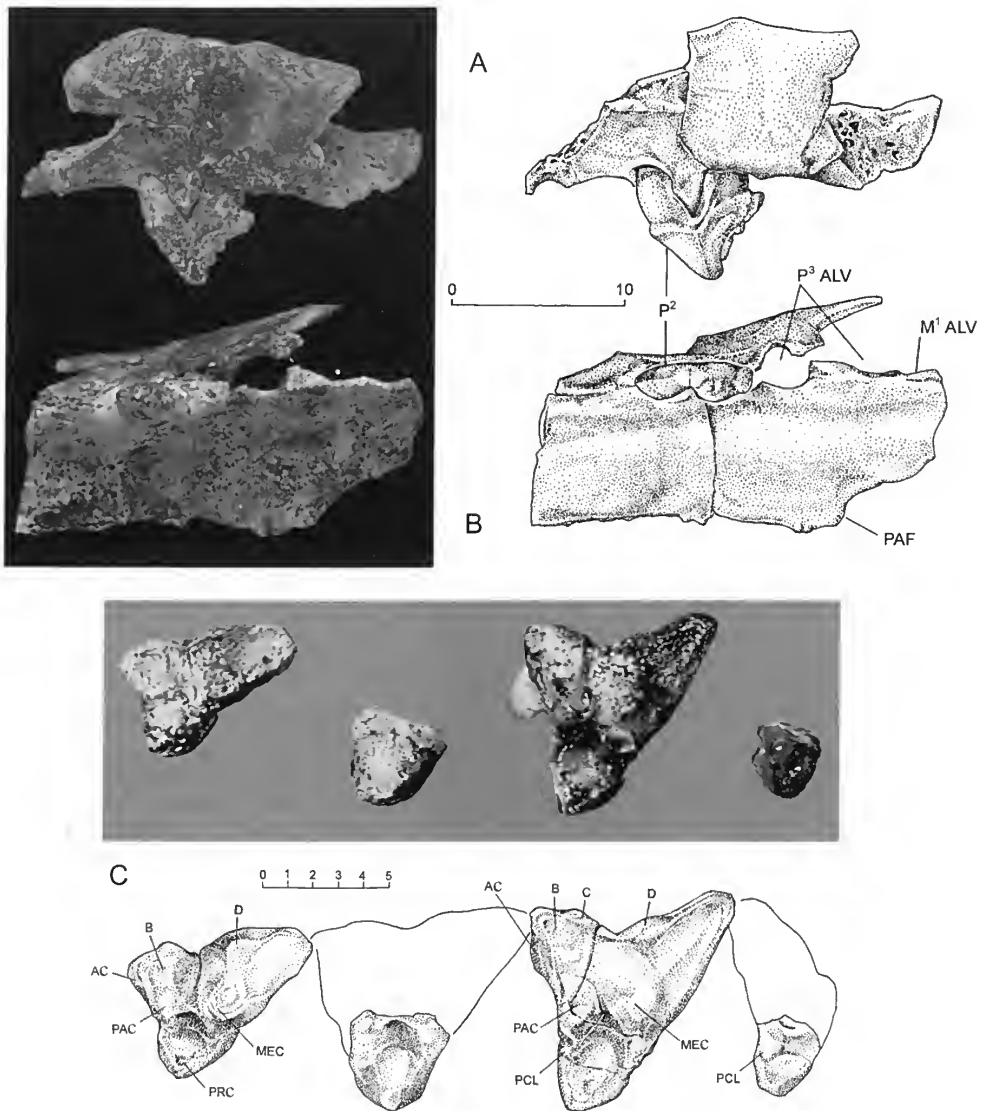 A
0 10
P² P³ ALV
M¹ ALV
B
PAF
C
0 1 2 3 4 5
AC B C D
B D
AC
PAC PAC
MEC MEC
PCL PCL
PRC